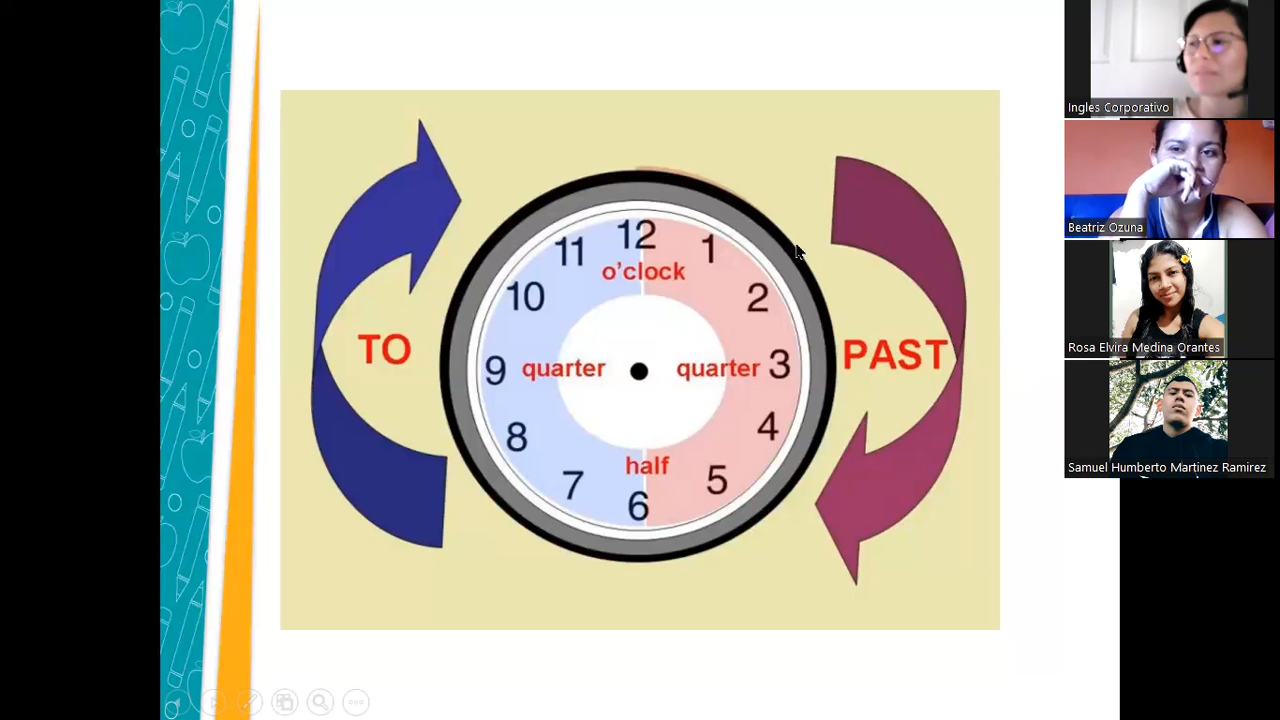 12
11
1
o'clock
10
2
TO
9
quarter
quarter
3
PAST
8
4
half
7
5
6
Ingles Corporativo
Beatriz Ozuna
Rosa Elvira Medina Orantes
Samuel Humberto Martinez Ramirez